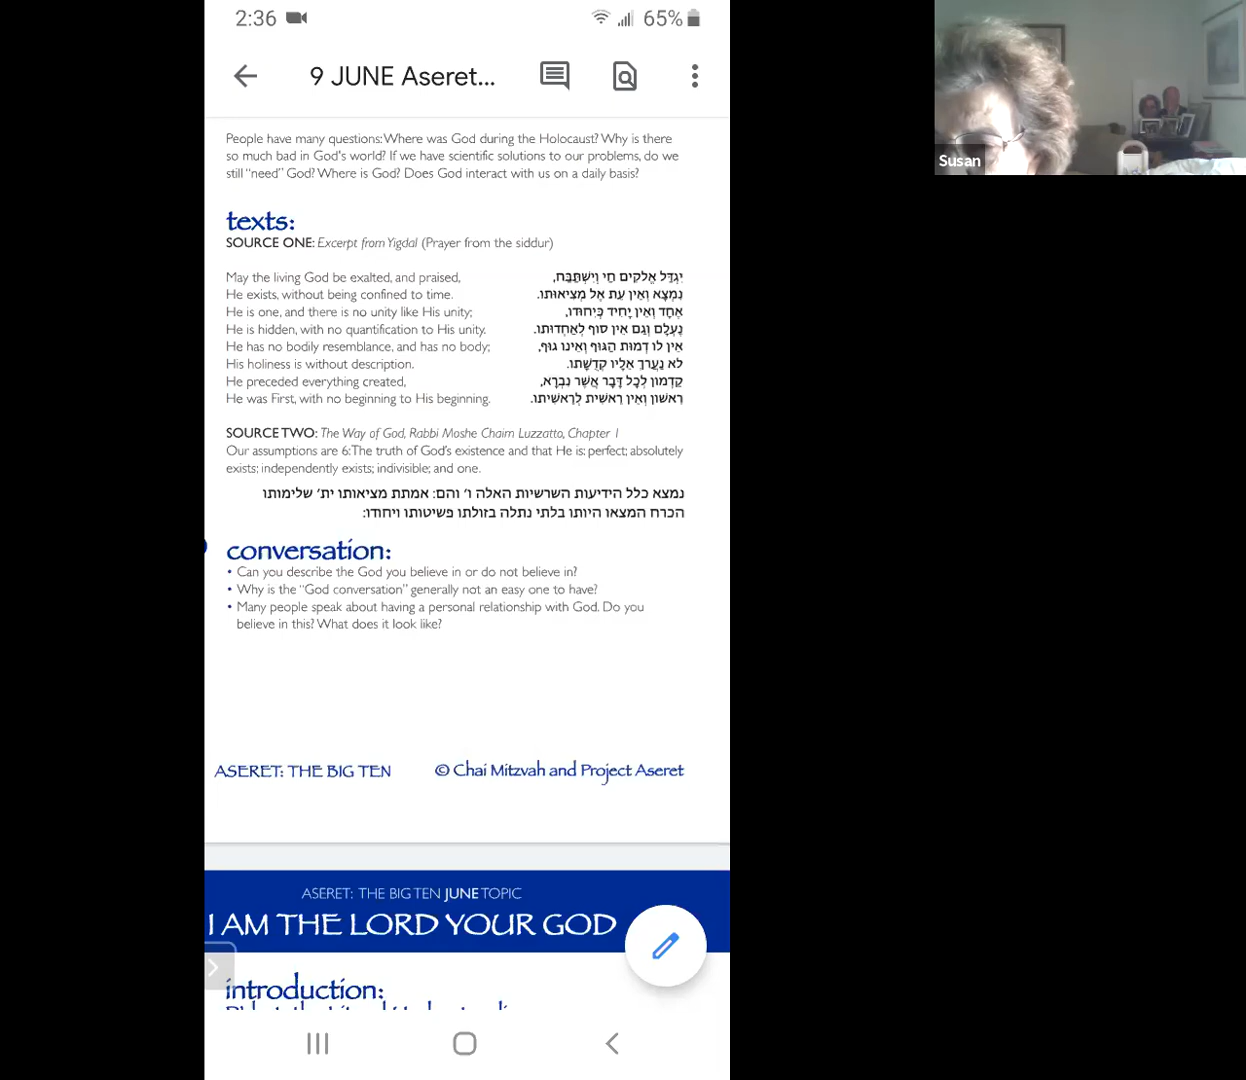 2:36
65%
9 JUNE Aseret...
People have many questions: Where was God during the Holocaust? Why is there
so much bad in God's world? If we have scientific solutions to our problems, do we
still "need" God? Where is God? Does God interact with us on a daily basis?
texts:
SOURCE ONE: Excerpt from Yigdal (Prayer from the siddur)
May the living God be exalted, and praised,
He exists, without being confined to time.
He is one, and there is no unity like His unity;
He is hidden, with no quantification to His unity.
He has no bodily resemblance, and has no body;
His holiness is without description.
He preceded everything created,
He was First, with no beginning to His beginning.
יִגְדַּל אֱלֹקִים חַי וְיִשְׁתַּבַּח,
נִמְצָא וְאֵין עֵת אֶל מְצִיאוּתוֹ.
אֶחָד וְאֵין יָחִיד כְּיִחוּדוֹ,
נֶעְלָם וְגַם אֵין סוֹף לְאַחְדוּתוֹ.
אֵין לוֹ דְמוּת הַגּוּף וְאֵינוֹ גוּף,
לֹא נַעֲרֹךְ אֵלָיו קְדֻשָּׁתוֹ.
קַדְמוֹן לְכָל דָּבָר אֲשֶׁר נִבְרָא,
רִאשׁוֹן וְאֵין רֵאשִׁית לְרֵאשִׁיתוֹ.
SOURCE TWO: The Way of God, Rabbi Moshe Chaim Luzzatto, Chapter 1
Our assumptions are 6: The truth of God's existence and that He is: perfect; absolutely
exists; independently exists; indivisible; and one.
נמצא כלל הידיעות השרשיות האלה ו׳ והם: אמתת מציאותו ית׳ שלימותו
הכרח המצאו היותו בלתי נתלה בזולתו פשיטותו ויחודו:
conversation:
• Can you describe the God you believe in or do not believe in?
• Why is the "God conversation" generally not an easy one to have?
• Many people speak about having a personal relationship with God. Do you
believe in this? What does it look like?
ASERET: THE BIG TEN
© Chai Mitzvah and Project Aseret
ASERET: THE BIG TEN JUNE TOPIC
I AM THE LORD YOUR GOD
introduction:
Susan